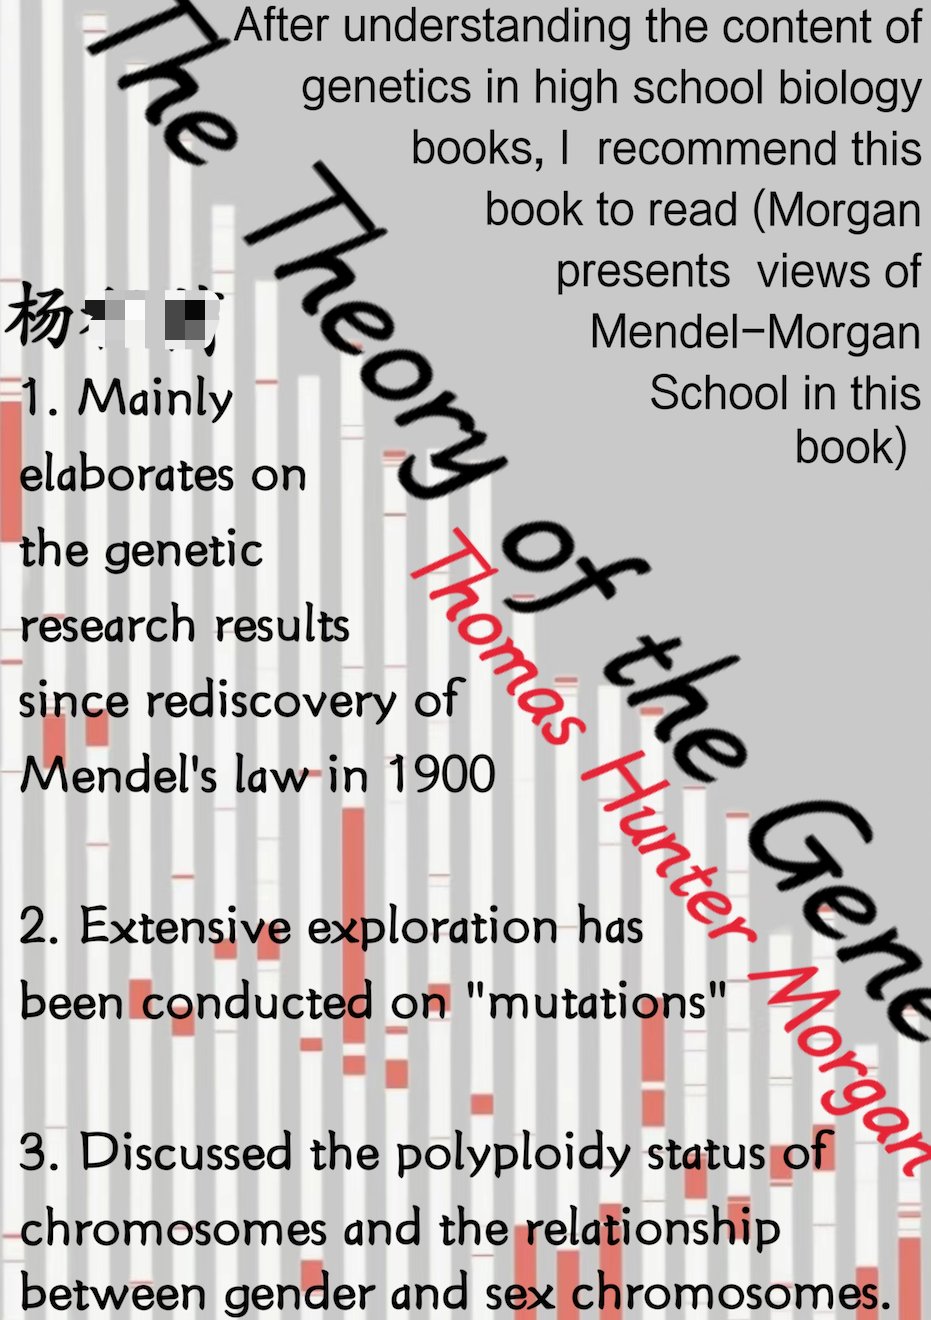 The Theory of the Gene
Thomas Hunter Morgan
After understanding the content of
genetics in high school biology
books, I recommend this
book to read (Morgan
presents views of
Mendel-Morgan
School in this
book)
杨
1. Mainly
elaborates on
the genetic
research results
since rediscovery of
Mendel's law in 1900
2. Extensive exploration has
been conducted on "mutations"
3. Discussed the polyploidy status of
chromosomes and the relationship
between gender and sex chromosomes.